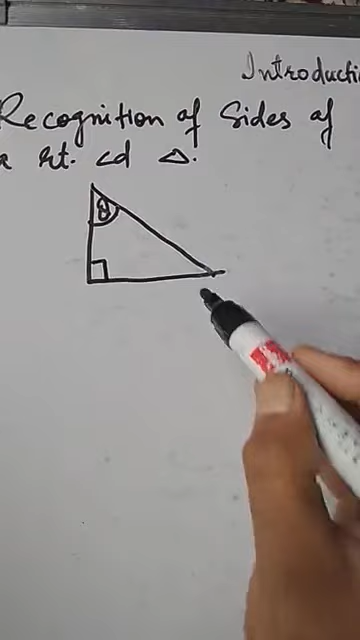 Introducti
Recognition of Sides of
a rt. ∠d Δ.
θ